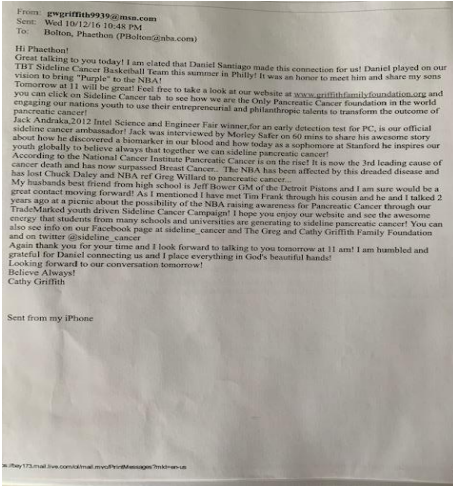 From: gwgriffith9939@msn.com
Sent: Wed 10/12/16 10:48 PM
To: Bolton, Phaethon (PBolton@nba.com)
Hi Phaethon!
Great talking to you today! I am elated that Daniel Santiago made this connection for us! Daniel played on our
TBT Sideline Cancer Basketball Team this summer in Philly! It was an honor to meet him and share my sons
vision to bring "Purple" to the NBA!
Tomorrow at 11 will be great! Feel free to take a look at our website at www.griffithfamilyfoundation.org and
you can click on Sideline Cancer tab to see how we are the Only Pancreatic Cancer foundation in the world
engaging our nations youth to use their entrepreneurial and philanthropic talents to transform the outcome of
pancreatic cancer!
Jack Andraka,2012 Intel Science and Engineer Fair winner,for an early detection test for PC, is our official
sideline cancer ambassador! Jack was interviewed by Morley Safer on 60 mins to share his awesome story
about how he discovered a biomarker in our blood and how today as a sophomore at Stanford he inspires our
youth globally to believe always that together we can sideline pancreatic cancer!
According to the National Cancer Institute Pancreatic Cancer is on the rise! It is now the 3rd leading cause of
cancer death and has now surpassed Breast Cancer.. The NBA has been affected by this dreaded disease and
has lost Chuck Daley and NBA ref Greg Willard to pancreatic cancer...
My husbands best friend from high school is Jeff Bower GM of the Detroit Pistons and I am sure would be a
great contact moving forward! As I mentioned I have met Tim Frank through his cousin and he and I talked 2
years ago at a picnic about the possibility of the NBA raising awareness for Pancreatic Cancer through our
TradeMarked youth driven Sideline Cancer Campaign! I hope you enjoy our website and see the awesome
energy that students from many schools and universities are generating to sideline pancreatic cancer! You can
also see info on our Facebook page at sideline_cancer and The Greg and Cathy Griffith Family Foundation
and on twitter @sideline_cancer
Again thank you for your time and I look forward to talking to you tomorrow at 11 am! I am humbled and
grateful for Daniel connecting us and I place everything in God's beautiful hands!
Looking forward to our conversation tomorrow!
Believe Always!
Cathy Griffith
Sent from my iPhone